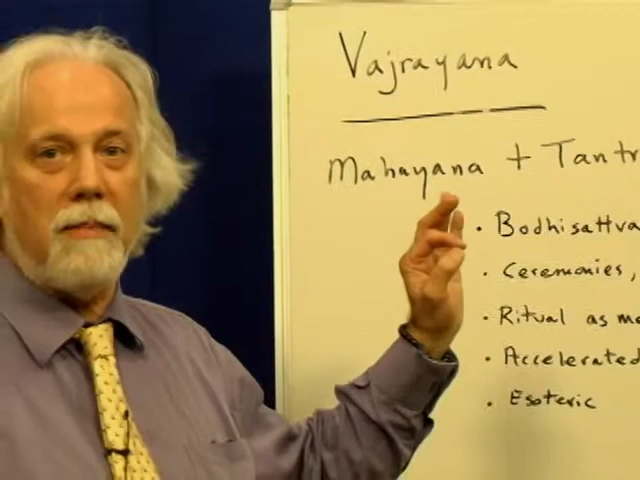 Vajrayana
Mahayana + Tantr
• Bodhisattva
• Ceremonies,
• Ritual as me
• Accelerated
• Esoteric